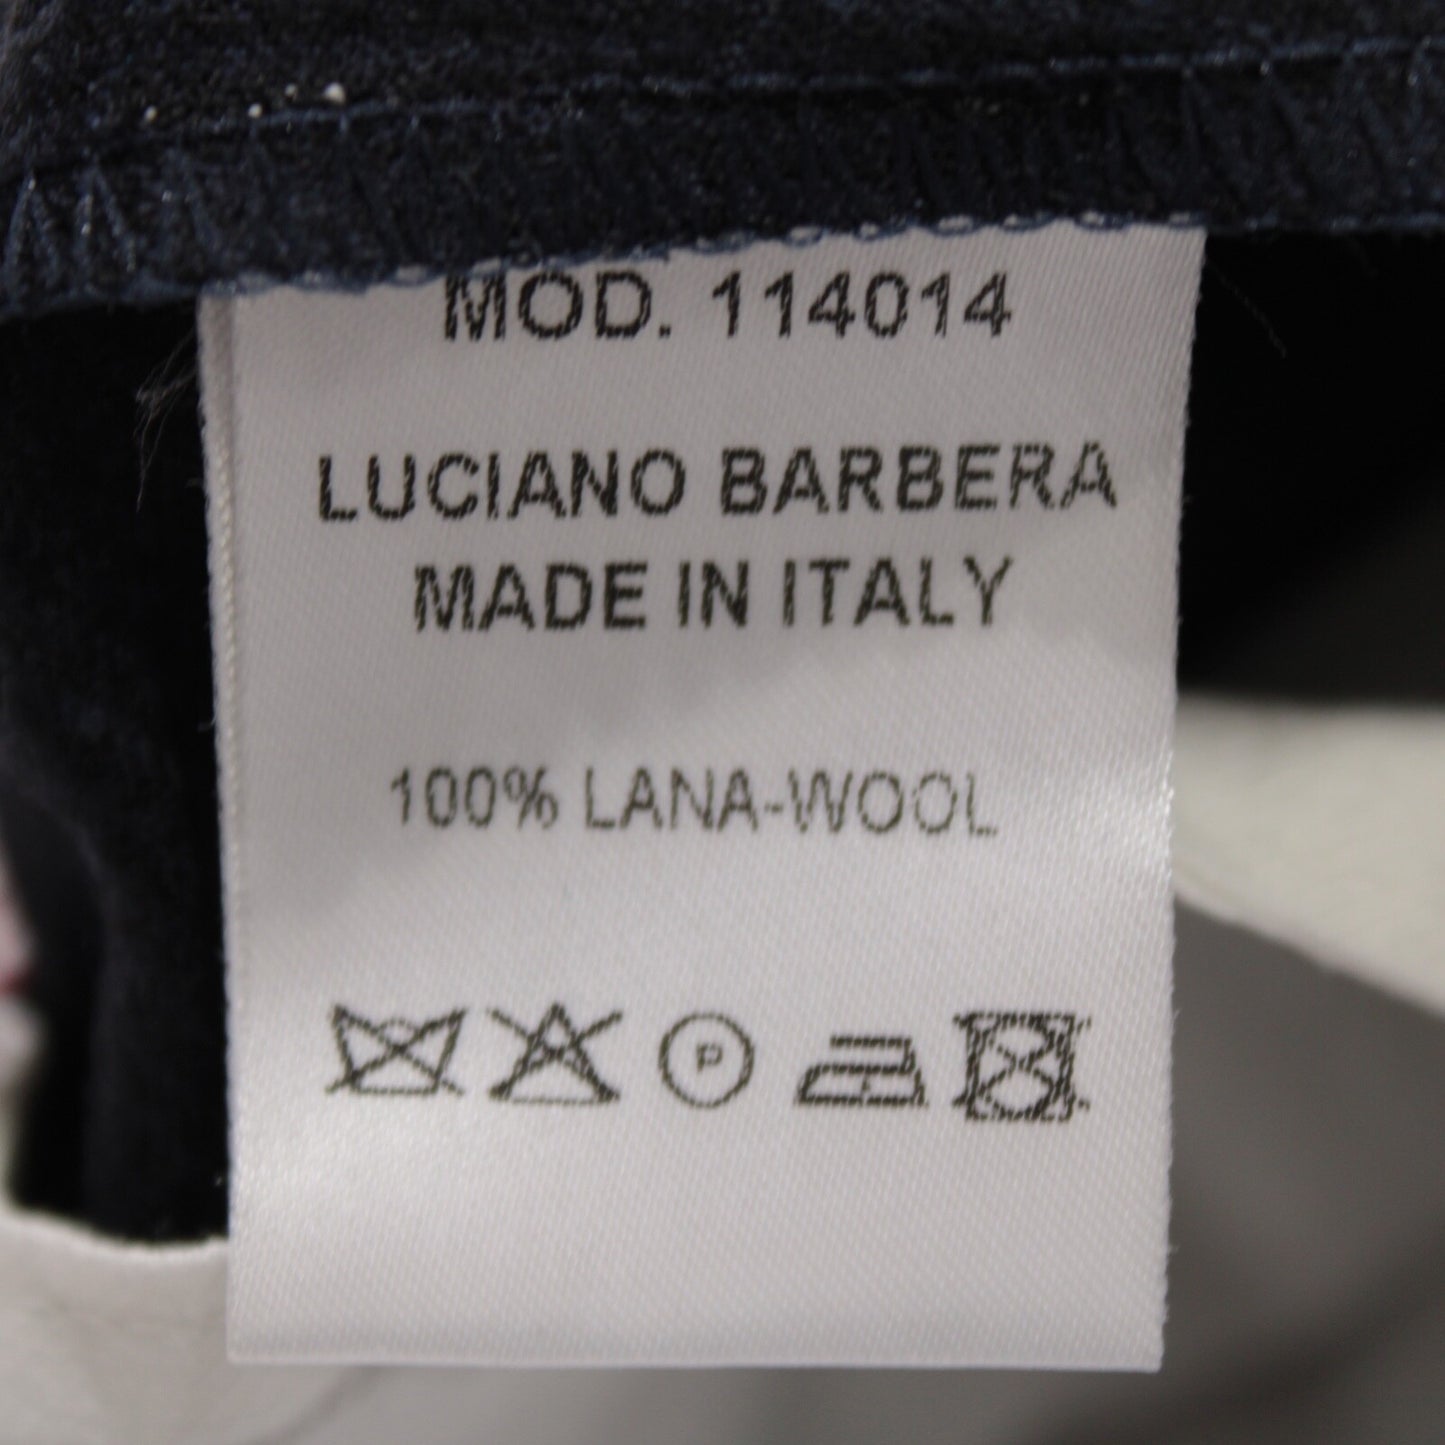 MOD. 114014
LUCIANO BARBERA
MADE IN ITALY
100% LANA-WOOL
P